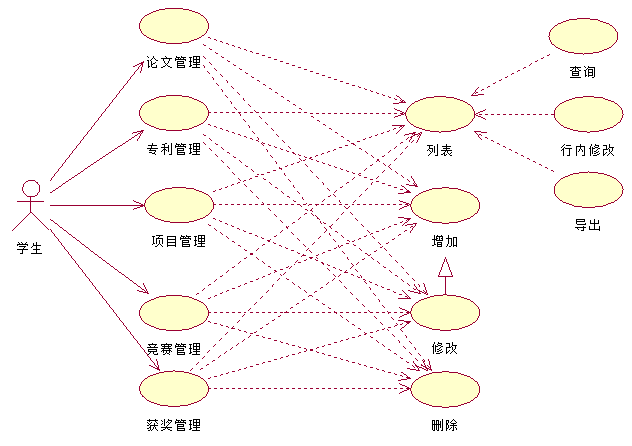 论文管理
查询
专利管理
列表
行内修改
导出
学生
项目管理
增加
竞赛管理
修改
获奖管理
删除